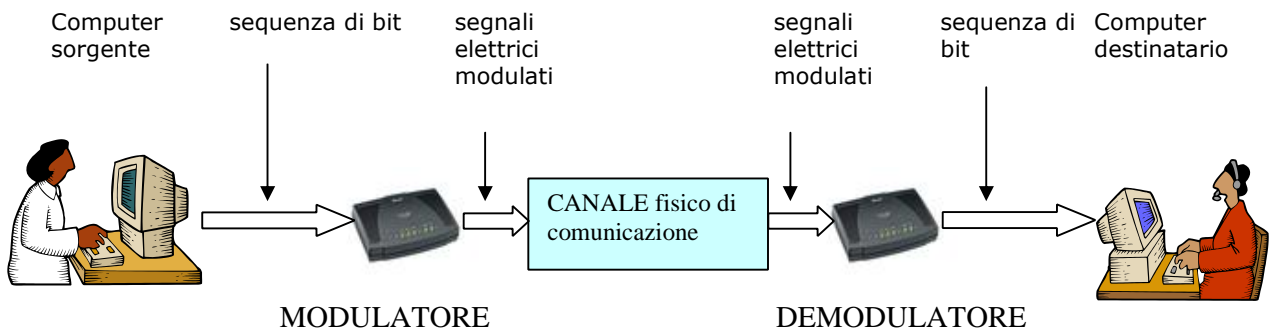 Computer
sorgente
sequenza di bit
segnali
elettrici
modulati
segnali
elettrici
modulati
sequenza di
bit
Computer
destinatario
CANALE fisico di
comunicazione
MODULATORE
DEMODULATORE